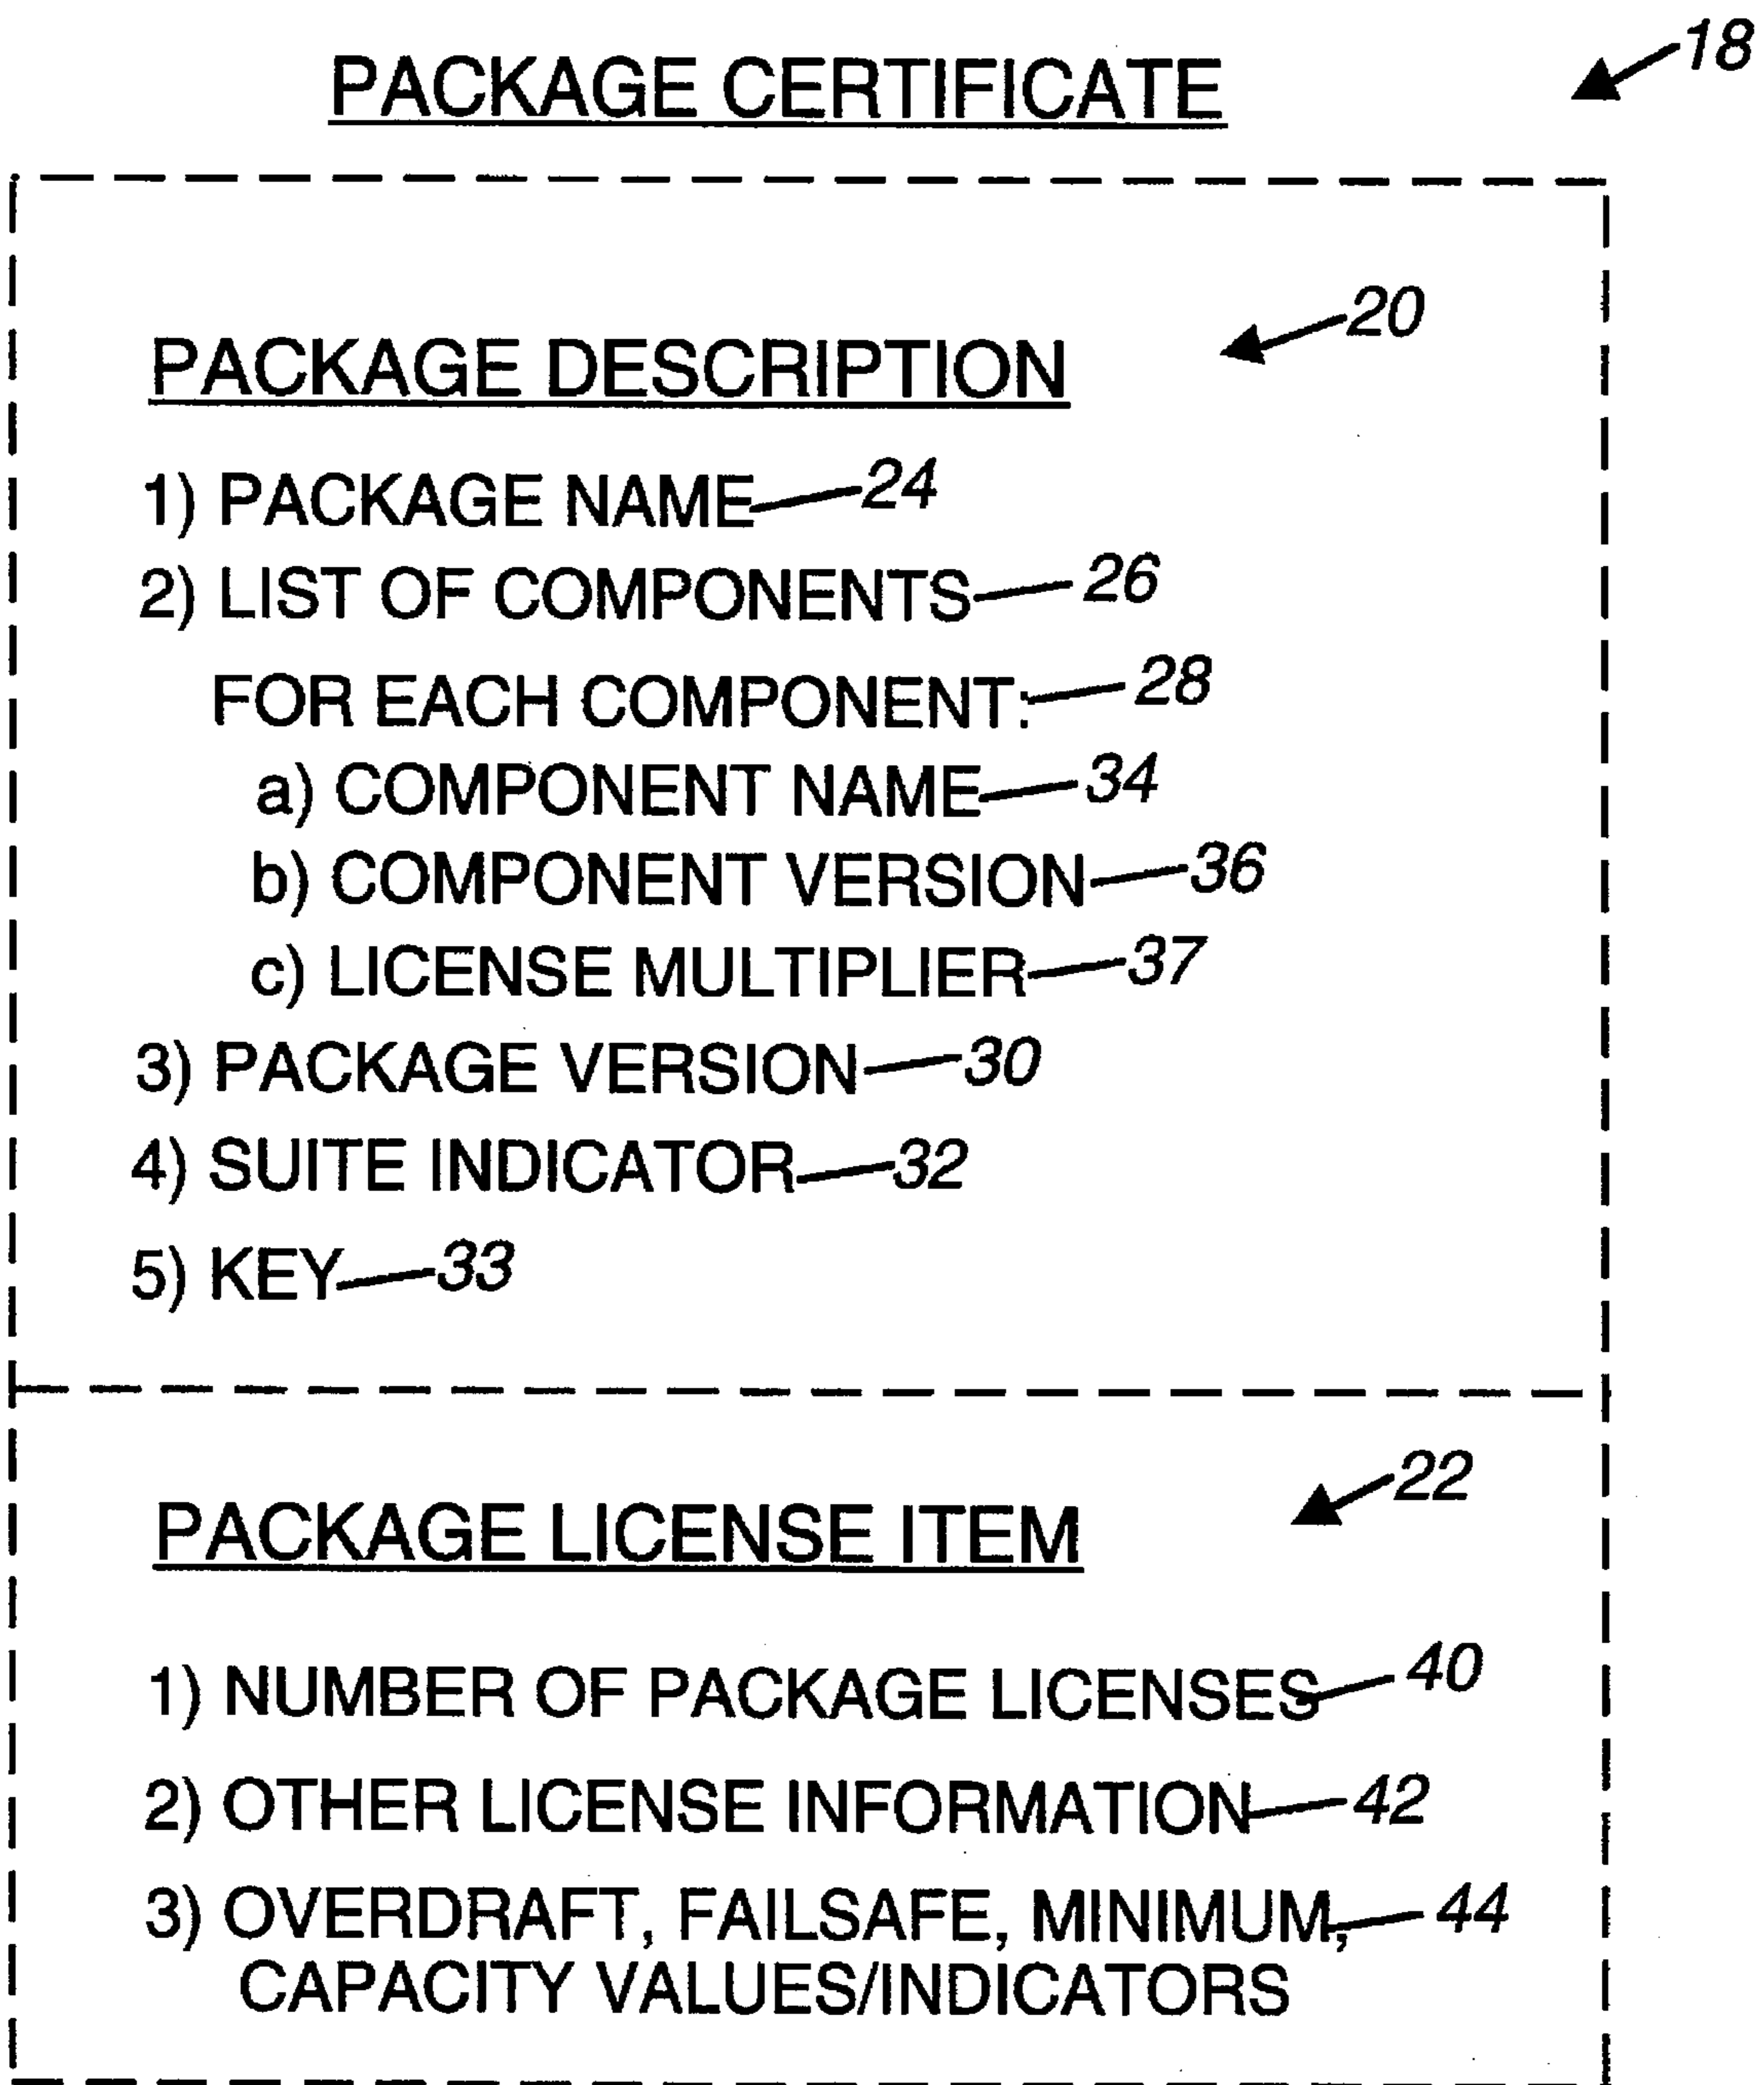 PACKAGE CERTIFICATE 18
PACKAGE DESCRIPTION 20
1) PACKAGE NAME 24
2) LIST OF COMPONENTS 26
FOR EACH COMPONENT: 28
a) COMPONENT NAME 34
b) COMPONENT VERSION 36
c) LICENSE MULTIPLIER 37
3) PACKAGE VERSION 30
4) SUITE INDICATOR 32
5) KEY 33
PACKAGE LICENSE ITEM 22
1) NUMBER OF PACKAGE LICENSES 40
2) OTHER LICENSE INFORMATION 42
3) OVERDRAFT, FAILSAFE, MINIMUM, 44
CAPACITY VALUES/INDICATORS